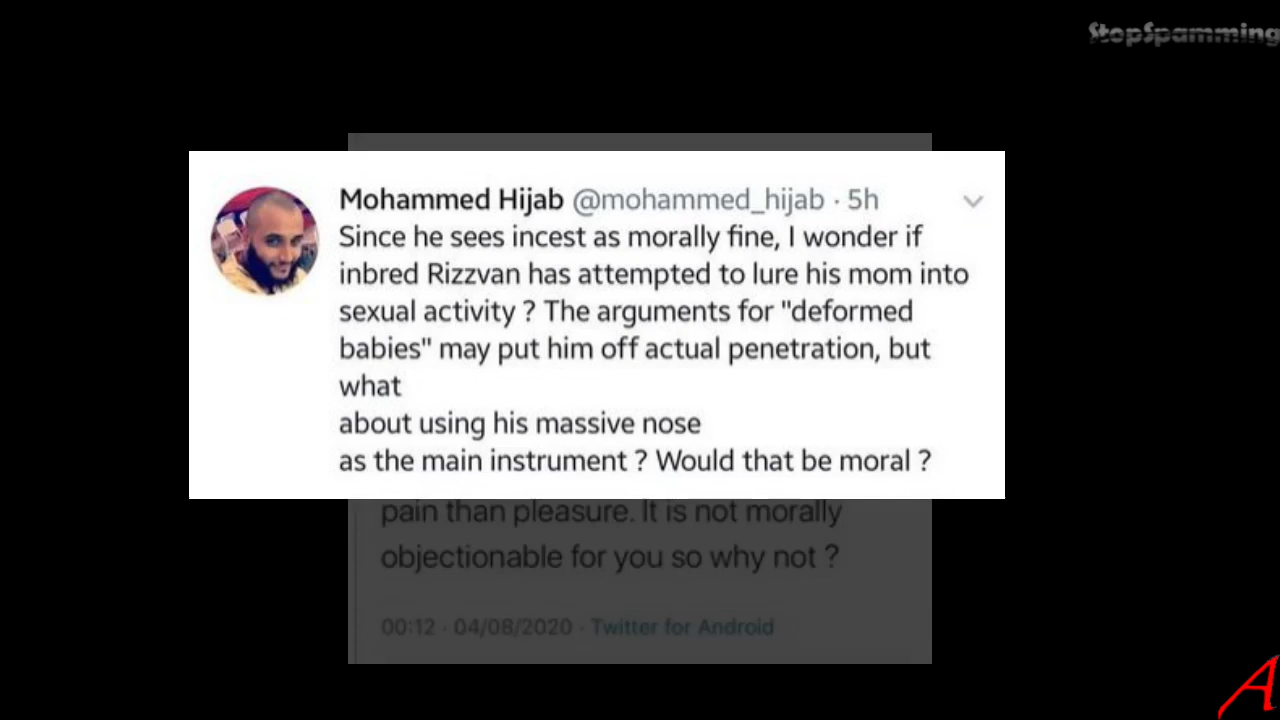 StopSpamming
Mohammed Hijab @mohammed_hijab · 5h
Since he sees incest as morally fine, I wonder if
inbred Rizzvan has attempted to lure his mom into
sexual activity ? The arguments for "deformed
babies" may put him off actual penetration, but
what
about using his massive nose
as the main instrument ? Would that be moral ?
pain than pleasure. It is not morally
objectionable for you so why not ?
00:12 · 04/08/2020 · Twitter for Android
A